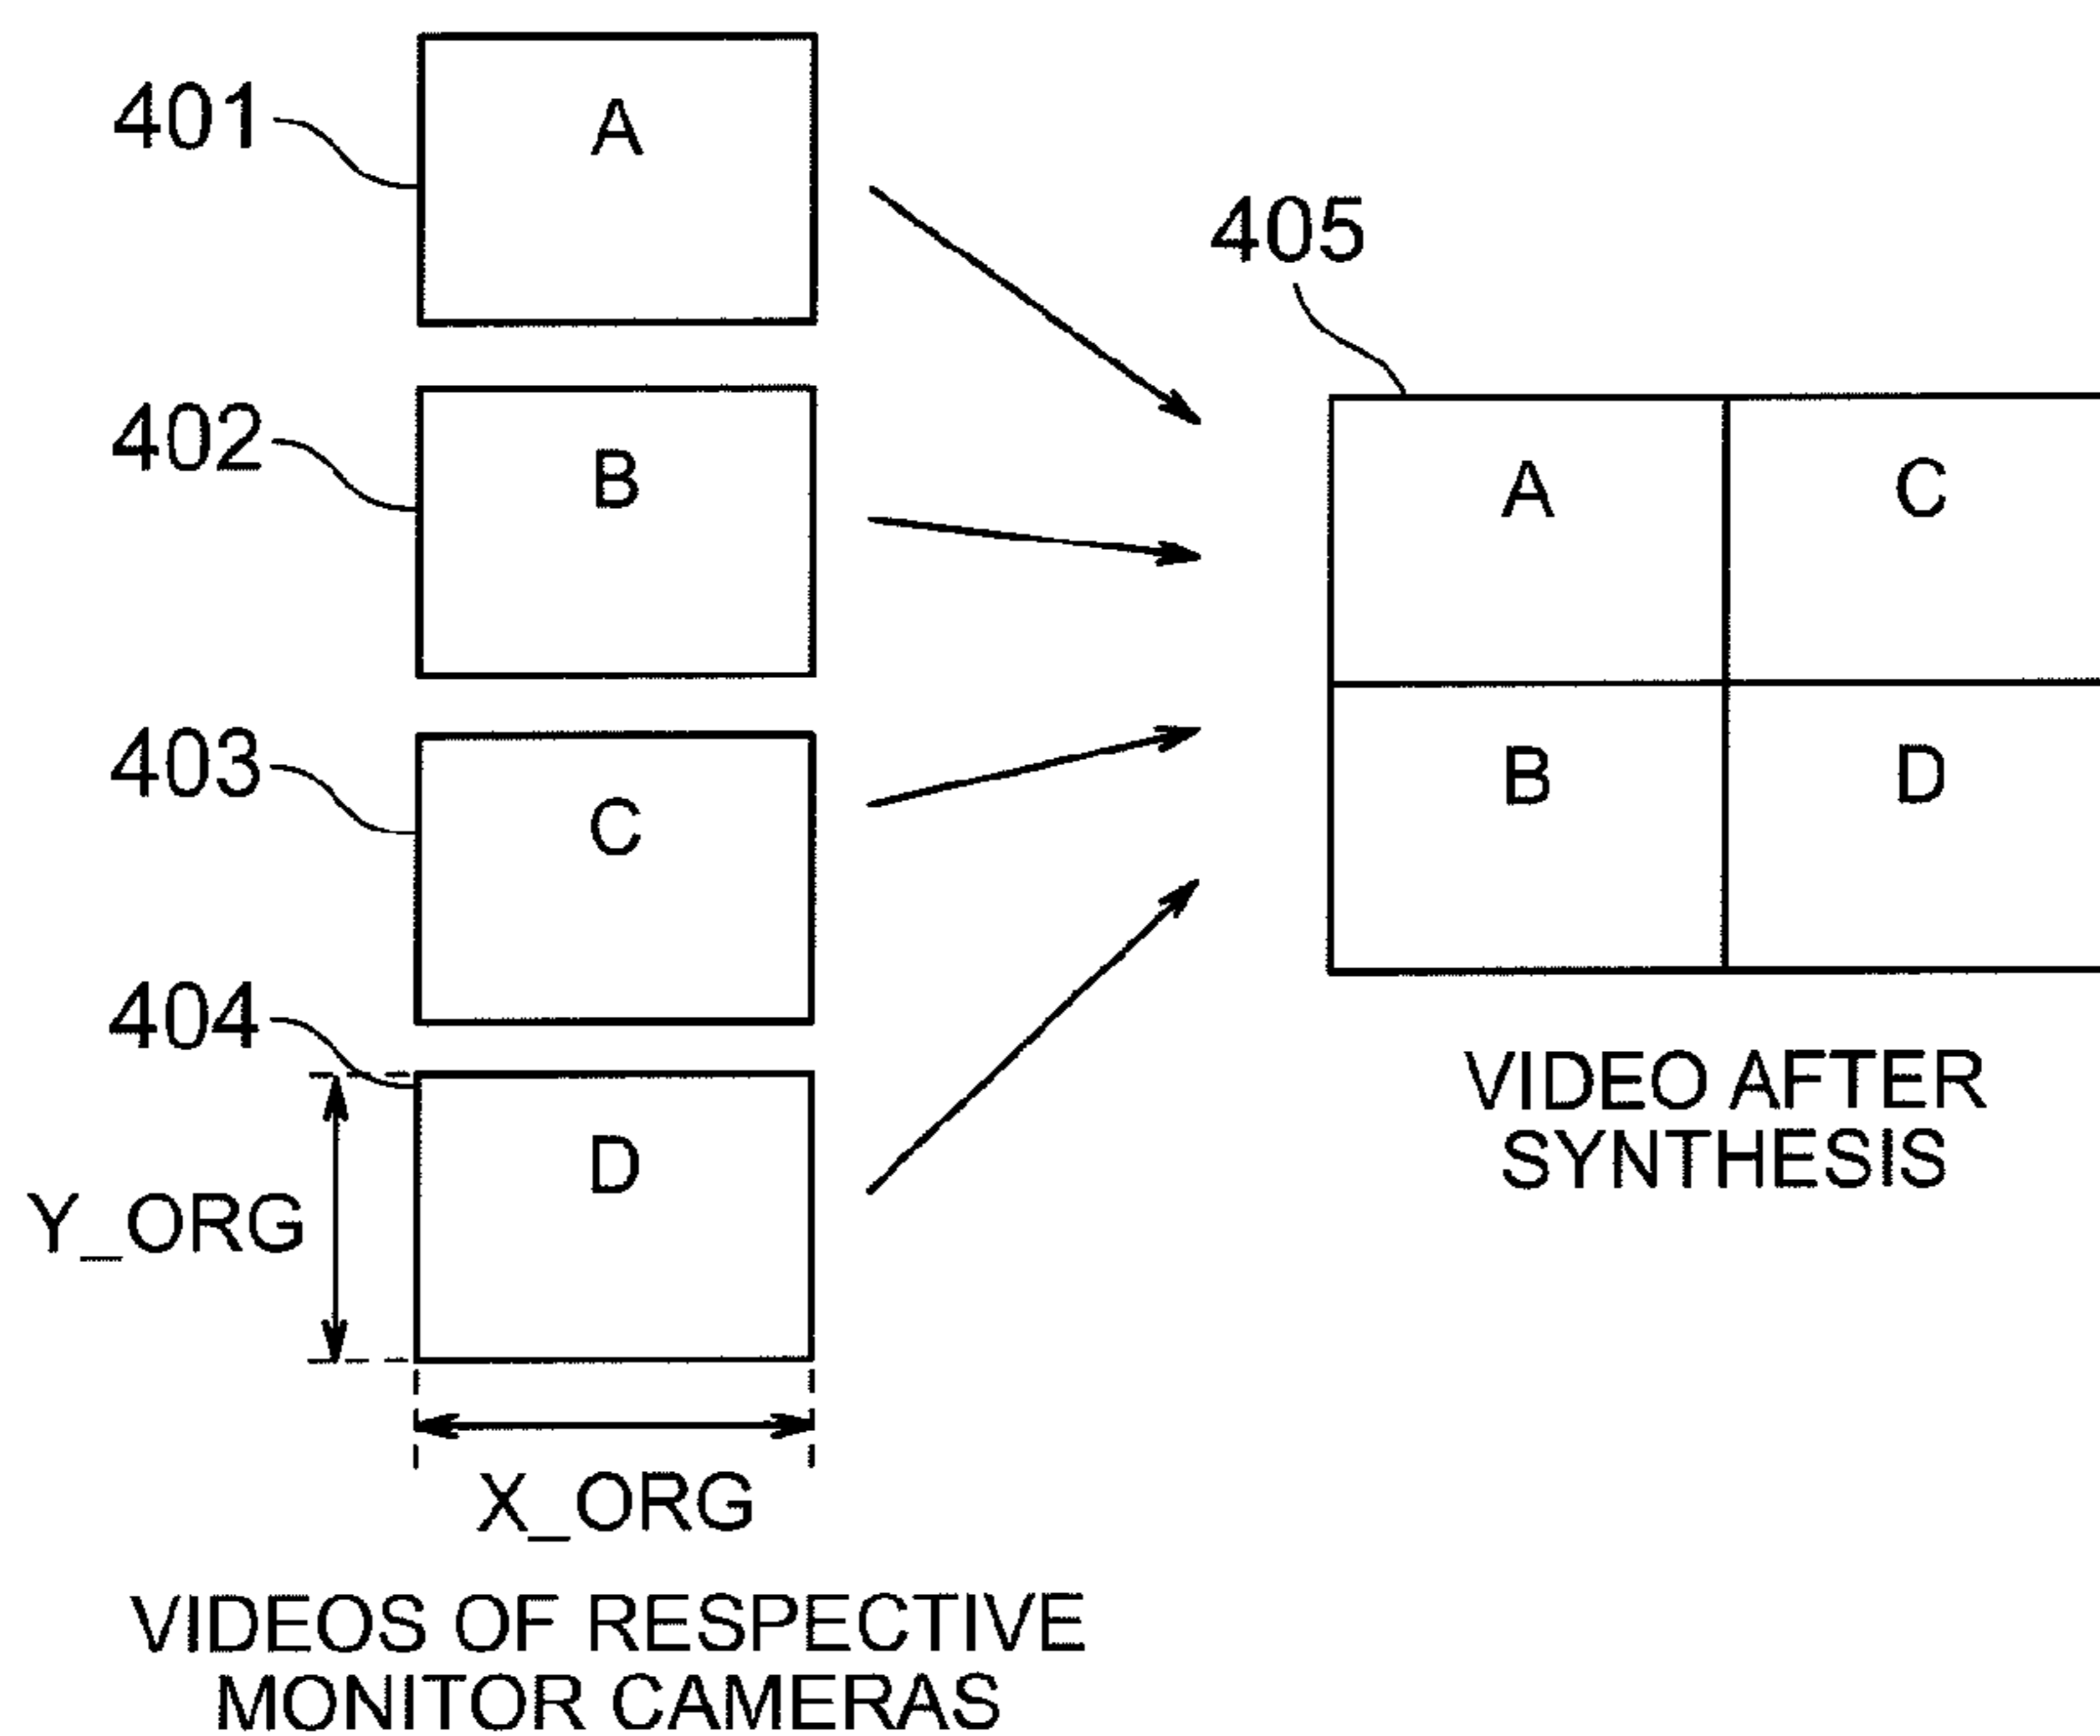 401
A
402
B
403
C
404
D
Y_ORG
X_ORG
VIDEOS OF RESPECTIVE
MONITOR CAMERAS
405
A C
B D
VIDEO AFTER
SYNTHESIS